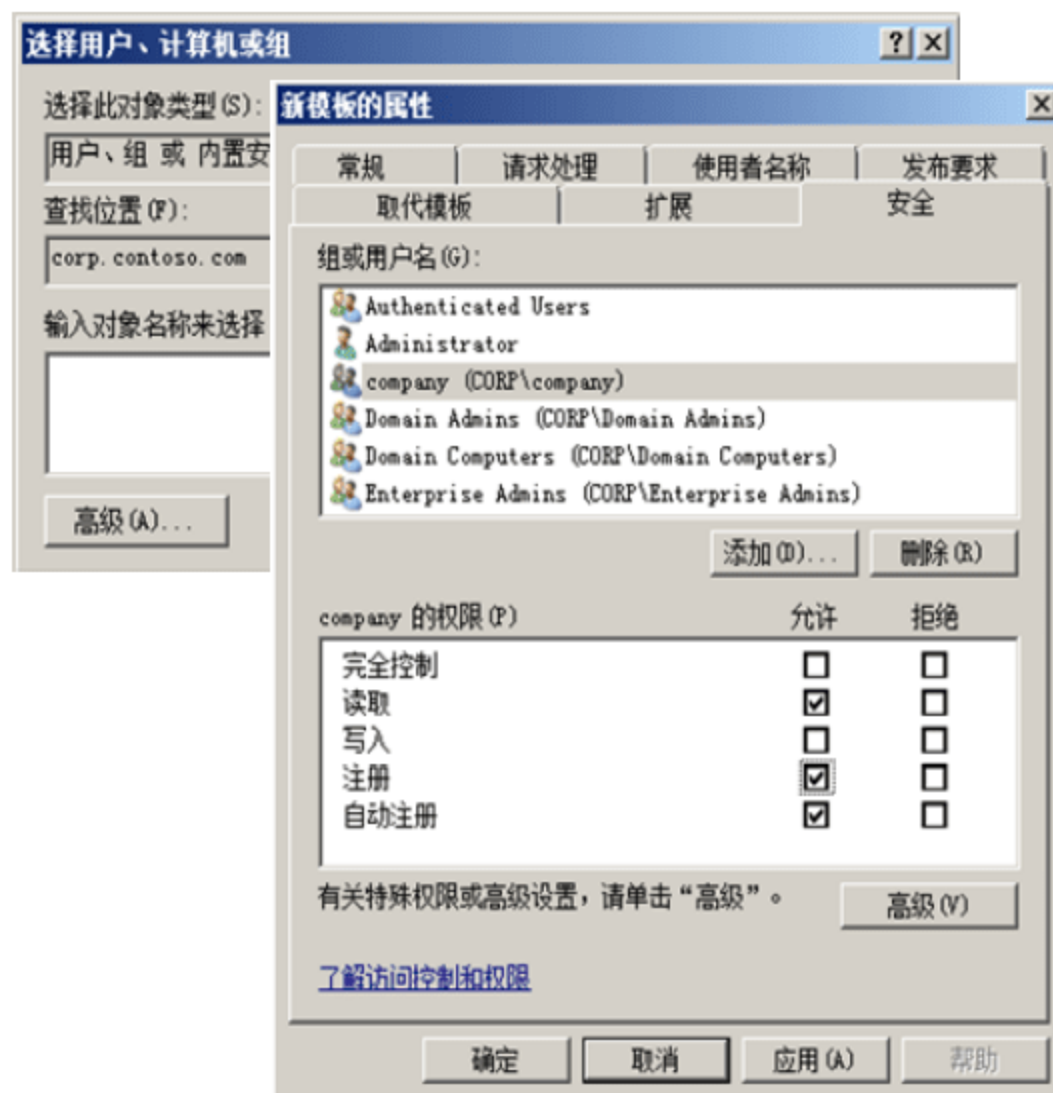 选择用户、计算机或组
选择此对象类型(S):
用户、组 或 内置安
查找位置(F):
corp.contoso.com
输入对象名称来选择
高级(A)...
新模板的属性
常规 请求处理 使用者名称 发布要求
取代模板 扩展 安全
组或用户名(G):
Authenticated Users
Administrator
company (CORP\company)
Domain Admins (CORP\Domain Admins)
Domain Computers (CORP\Domain Computers)
Enterprise Admins (CORP\Enterprise Admins)
添加(D)... 删除(R)
company 的权限(P) 允许 拒绝
完全控制
读取
写入
注册
自动注册
有关特殊权限或高级设置，请单击“高级”。 高级(V)
了解访问控制和权限
确定 取消 应用(A) 帮助